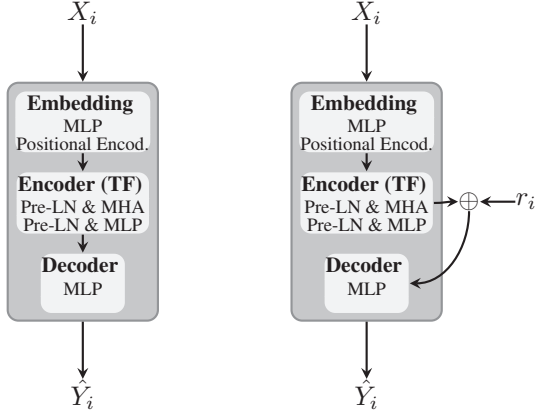 X_i
Embedding
MLP
Positional Encod.
Encoder (TF)
Pre-LN & MHA
Pre-LN & MLP
Decoder
MLP
Ŷ_i
X_i
Embedding
MLP
Positional Encod.
Encoder (TF)
Pre-LN & MHA
Pre-LN & MLP
⊕
r_i
Decoder
MLP
Ŷ_i